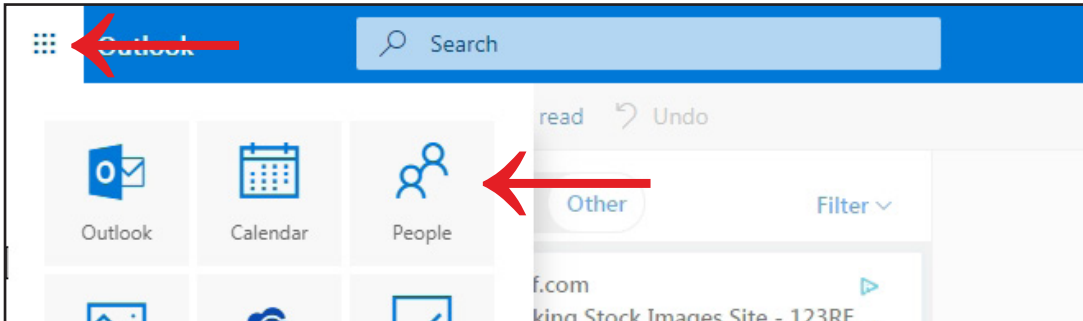 Outlook
Search
read
Undo
Other
Filter
Outlook
Calendar
People
f.com
king Stock Images Site - 123RF